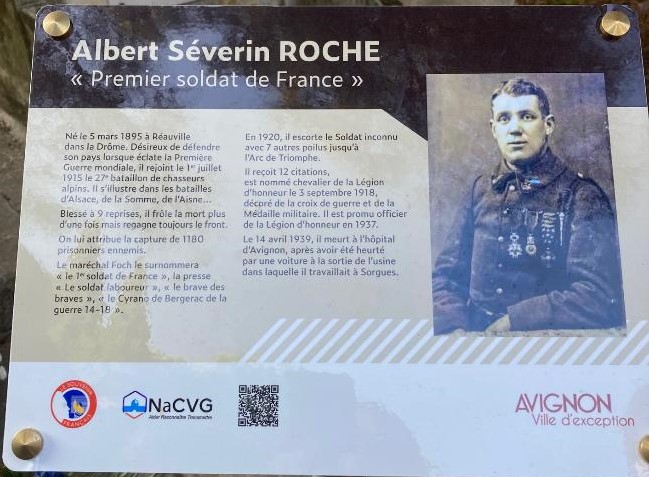 Albert Séverin ROCHE
« Premier soldat de France »
Né le 5 mars 1895 à Réauville
dans la Drôme. Désireux de défendre
son pays lorsque éclate la Première
Guerre mondiale, il rejoint le 1er juillet
1915 le 27e bataillon de chasseurs
alpins. Il s'illustre dans les batailles
d'Alsace, de la Somme, de l'Aisne...
Blessé à 9 reprises, il frôle la mort plus
d'une fois mais regagne toujours le front.
On lui attribue la capture de 1180
prisonniers ennemis.
Le maréchal Foch le surnommera
« le 1er soldat de France », la presse
« Le soldat laboureur », « le brave des
braves », « le Cyrano de Bergerac de la
guerre 14-18 ».
En 1920, il escorte le Soldat inconnu
avec 7 autres poilus jusqu'à
l'Arc de Triomphe.
Il reçoit 12 citations,
est nommé chevalier de la Légion
d'honneur le 3 septembre 1918,
décoré de la croix de guerre et de la
Médaille militaire. Il est promu officier
de la Légion d'honneur en 1937.
Le 14 avril 1939, il meurt à l'hôpital
d'Avignon, après avoir été heurté
par une voiture à la sortie de l'usine
dans laquelle il travaillait à Sorgues.
LE SOUVENIR
FRANÇAIS
NaCVG
Aider Reconnaître Transmettre
AVIGNON
Ville d'exception